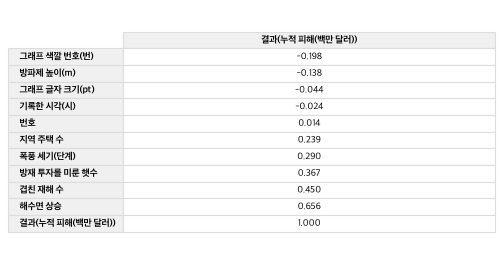 결과(누적 피해(백만 달러))
그래프 색깔 번호(번) -0.198
방파제 높이(m) -0.138
그래프 글자 크기(pt) -0.044
기록한 시각(시) -0.024
번호 0.014
지역 주택 수 0.239
폭풍 세기(단계) 0.290
방재 투자를 미룬 햇수 0.367
겹친 재해 수 0.450
해수면 상승 0.656
결과(누적 피해(백만 달러)) 1.000